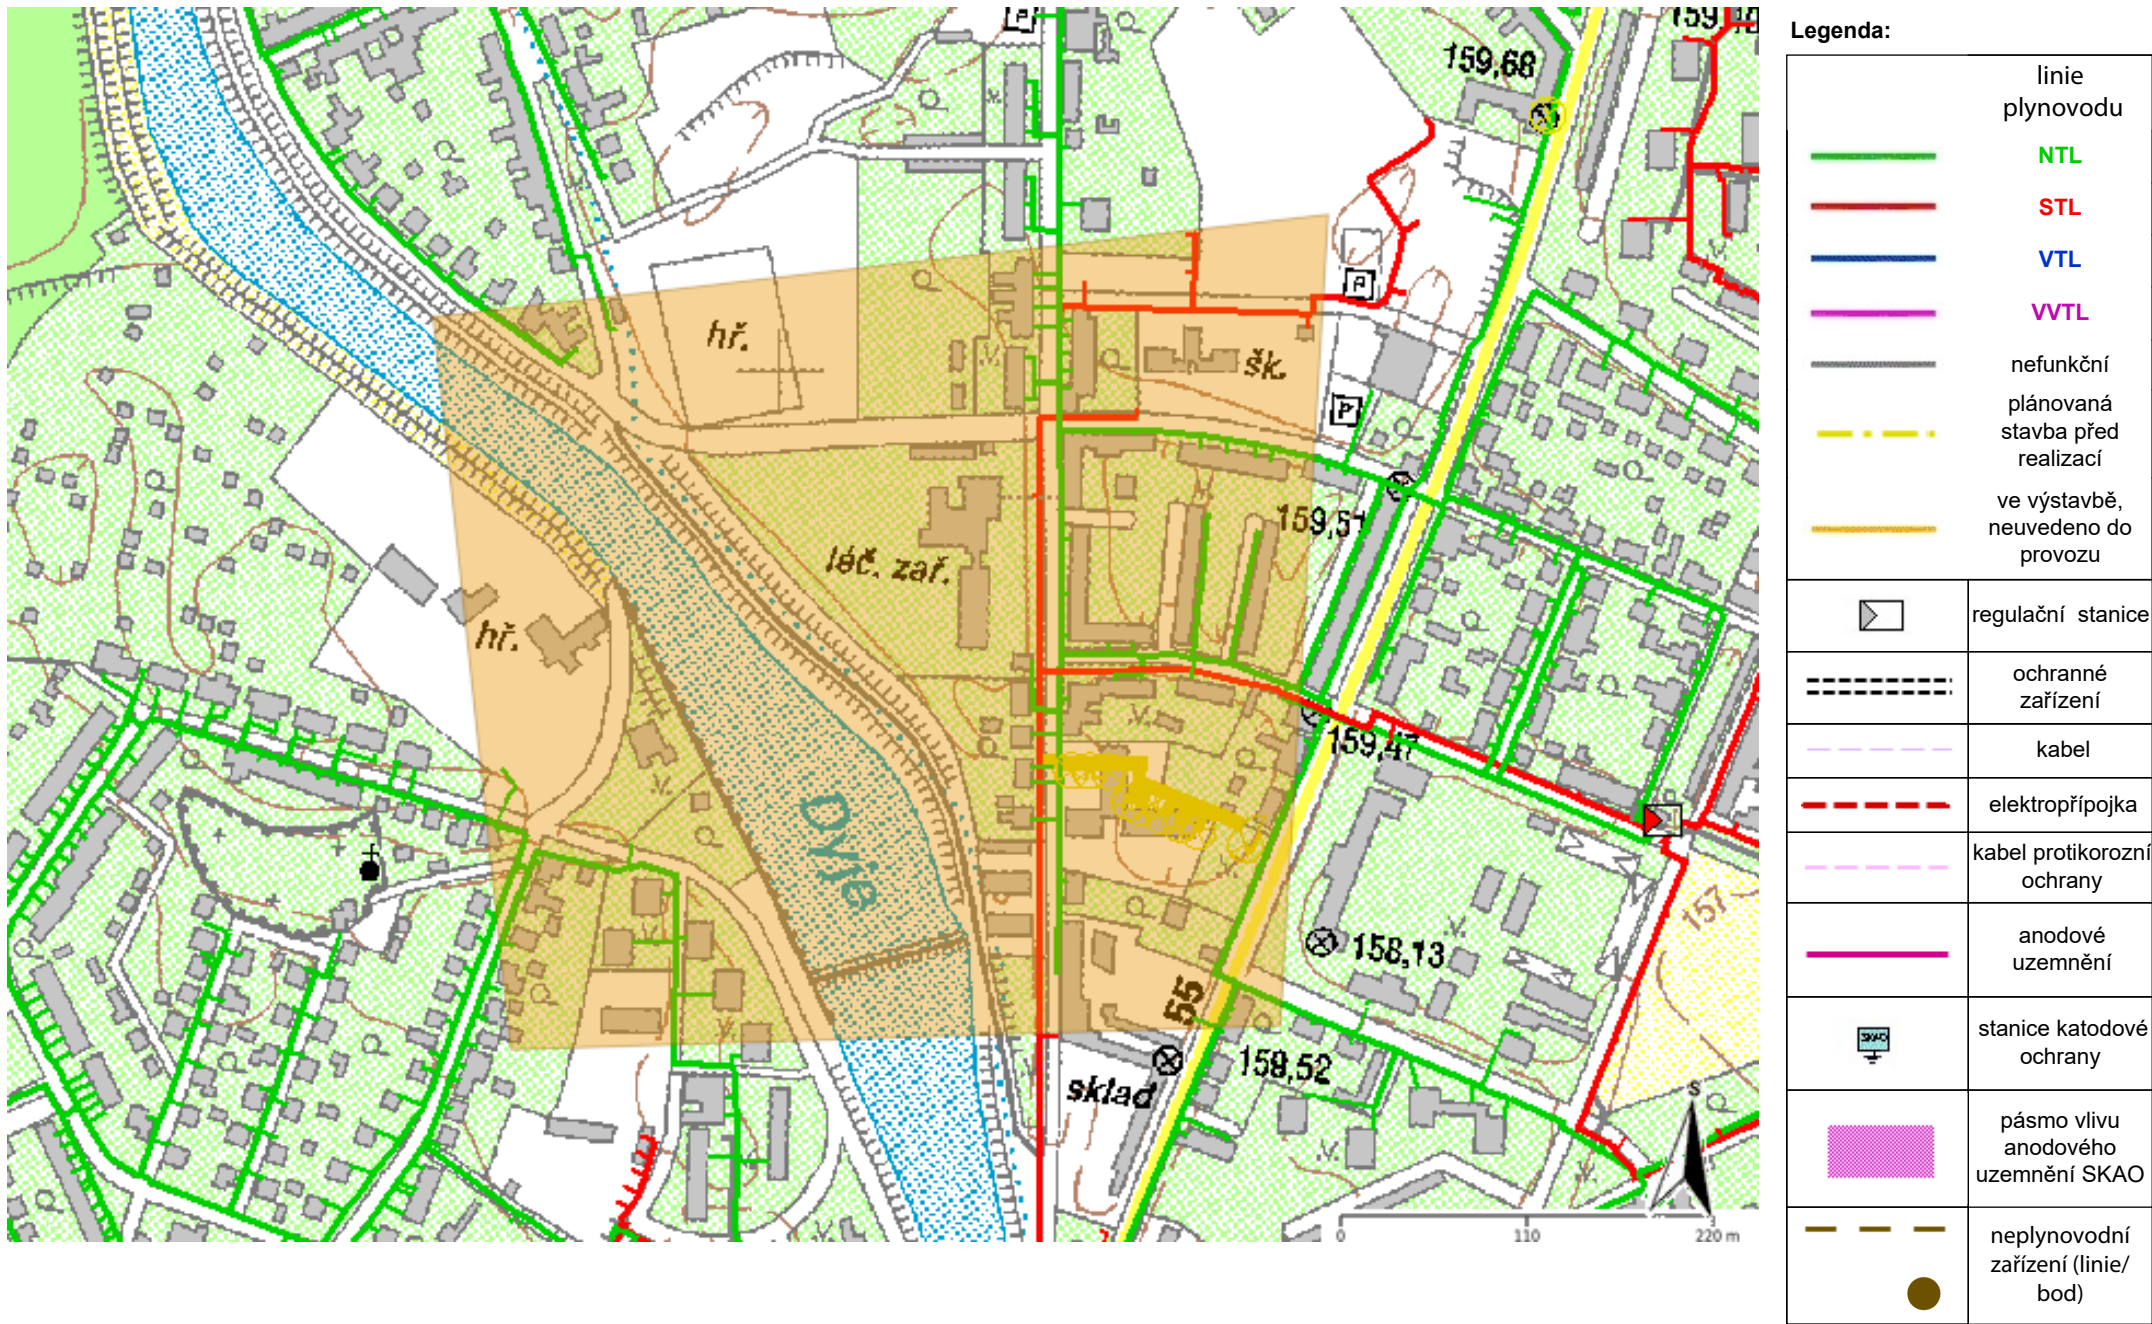 159,68
hř.
šk.
159,51
léč. zař.
hř.
159,47
Dyje
158,13
55
159,52
sklad
157
S
0 110 220 m
Legenda:
linie
plynovodu
NTL
STL
VTL
VVTL
nefunkční
plánovaná
stavba před
realizací
ve výstavbě,
neuvedeno do
provozu
regulační stanice
ochranné
zařízení
kabel
elektropřípojka
kabel protikorozní
ochrany
anodové
uzemnění
SKAO
stanice katodové
ochrany
pásmo vlivu
anodového
uzemnění SKAO
neplynovodní
zařízení (linie/
bod)